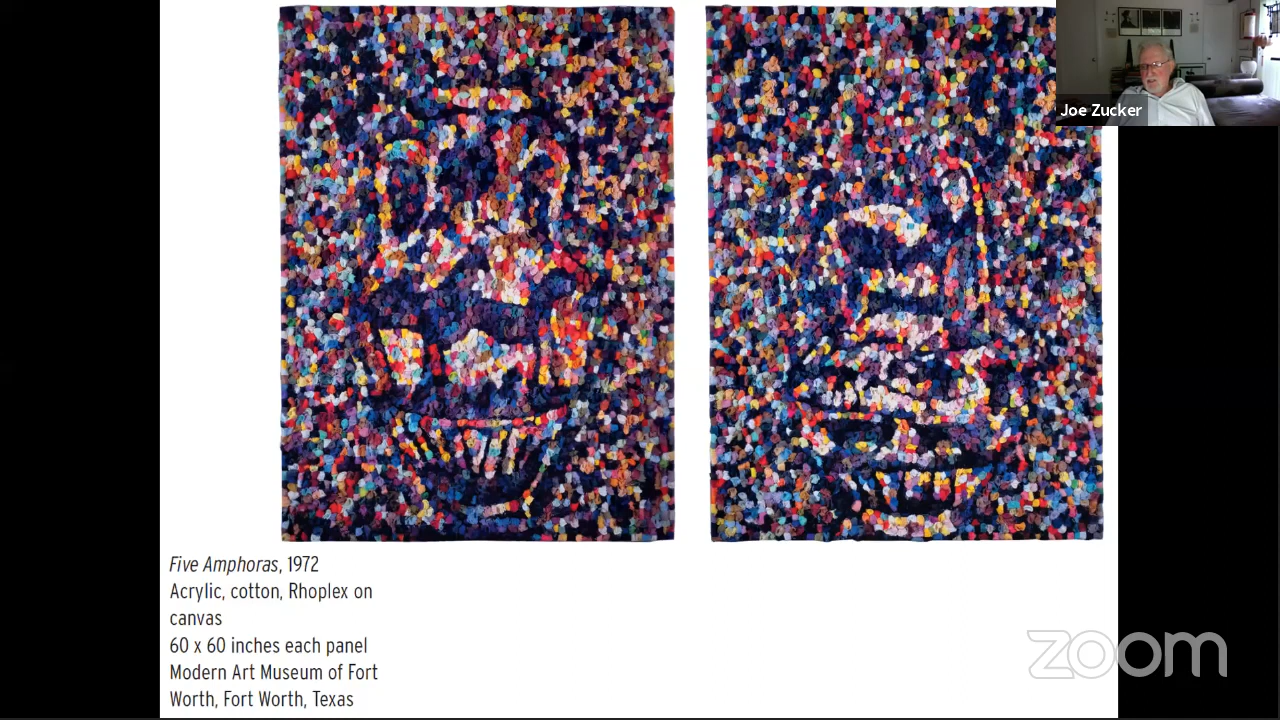 Joe Zucker
Five Amphoras, 1972
Acrylic, cotton, Rhoplex on
canvas
60 x 60 inches each panel
Modern Art Museum of Fort
Worth, Fort Worth, Texas
zoom